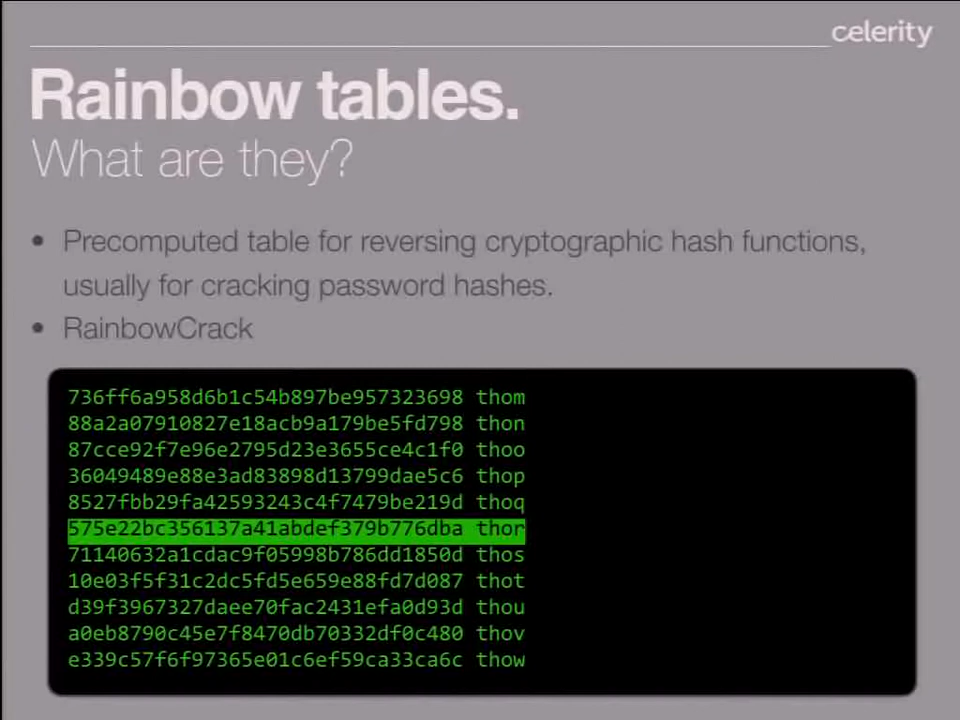 celerity
Rainbow tables.
What are they?
• Precomputed table for reversing cryptographic hash functions,
usually for cracking password hashes.
• RainbowCrack
736ff6a958d6b1c54b897be957323698 thom
88a2a07910827e18acb9a179be5fd798 thon
87cce92f7e96e2795d23e3655ce4c1f0 thoo
36049489e88e3ad83898d13799dae5c6 thop
8527fbb29fa42593243c4f7479be219d thoq
575e22bc356137a41abdef379b776dba thor
71140632a1cdac9f05998b786dd1850d thos
10e03f5f31c2dc5fd5e659e88fd7d087 thot
d39f3967327daee70fac2431efa0d93d thou
a0eb8790c45e7f8470db70332df0c480 thov
e339c57f6f97365e01c6ef59ca33ca6c thow